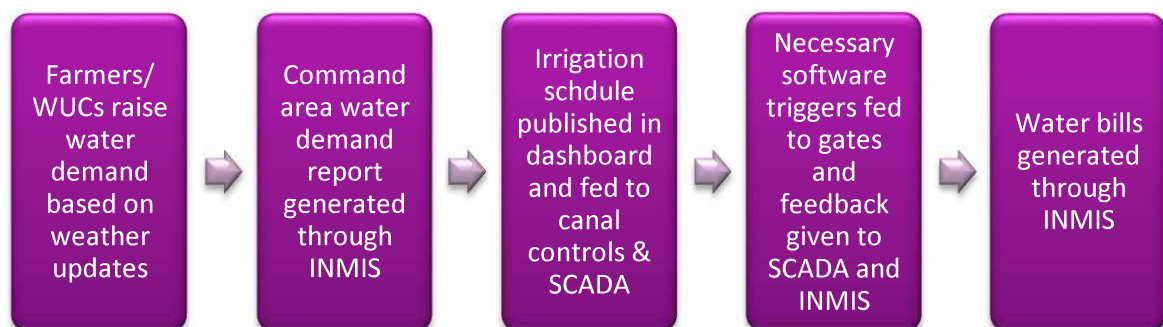 Farmers/
WUCs raise
water
demand
based on
weather
updates
Command
area water
demand
report
generated
through
INMIS
Irrigation
schdule
published in
dashboard
and fed to
canal
controls &
SCADA
Necessary
software
triggers fed
to gates
and
feedback
given to
SCADA and
INMIS
Water bills
generated
through
INMIS